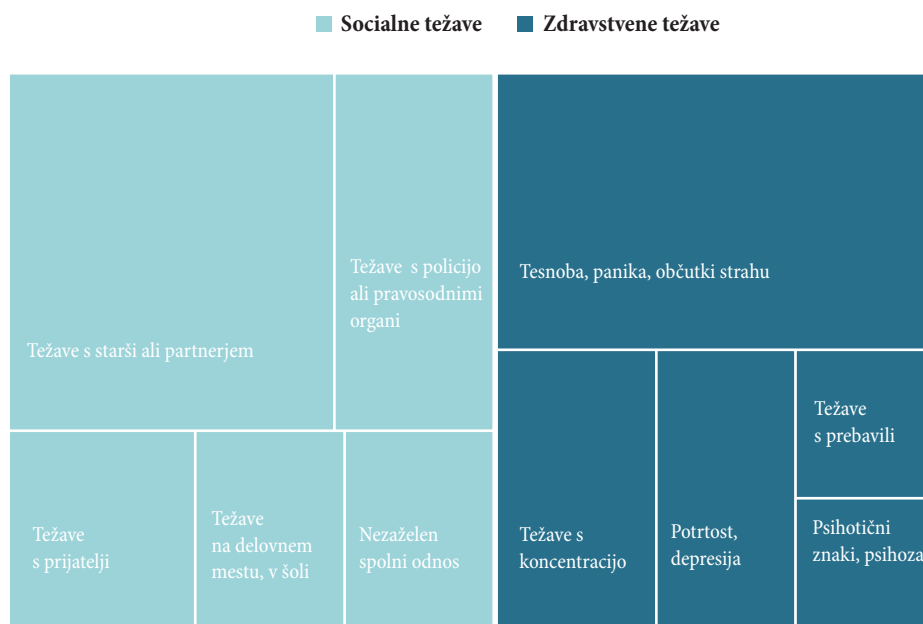 Socialne težave Zdravstvene težave
Težave s starši ali partnerjem
Težave s policijo
ali pravosodnimi
organi
Tesnoba, panika, občutki strahu
Težave
s prijatelji
Težave
na delovnem
mestu, v šoli
Nezaželen
spolni odnos
Težave s
koncentracijo
Potrtost,
depresija
Težave
s prebavili
Psihotični
znaki, psihoza